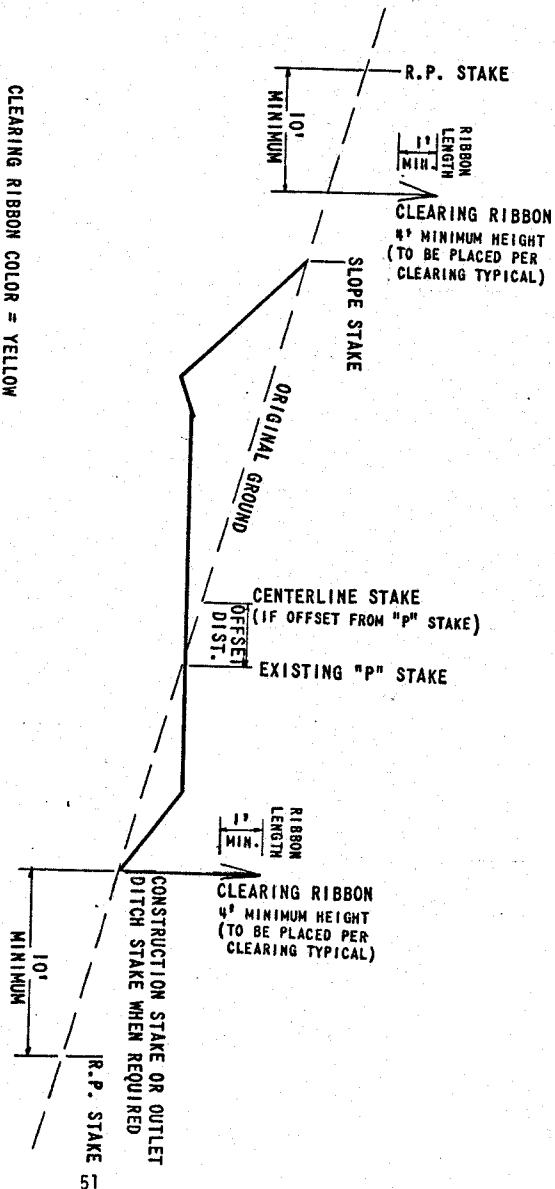 R.P. STAKE
10'
MINIMUM
RIBBON
LENGTH
1'
MIN.
CLEARING RIBBON
4' MINIMUM HEIGHT
(TO BE PLACED PER
CLEARING TYPICAL)
SLOPE STAKE
ORIGINAL GROUND
CENTERLINE STAKE
(IF OFFSET FROM "P" STAKE)
OFFSET
DIST.
EXISTING "P" STAKE
RIBBON
LENGTH
1'
MIN.
CLEARING RIBBON
4' MINIMUM HEIGHT
(TO BE PLACED PER
CLEARING TYPICAL)
CONSTRUCTION STAKE OR OUTLET
DITCH STAKE WHEN REQUIRED
10'
MINIMUM
R.P. STAKE
CLEARING RIBBON COLOR = YELLOW
51